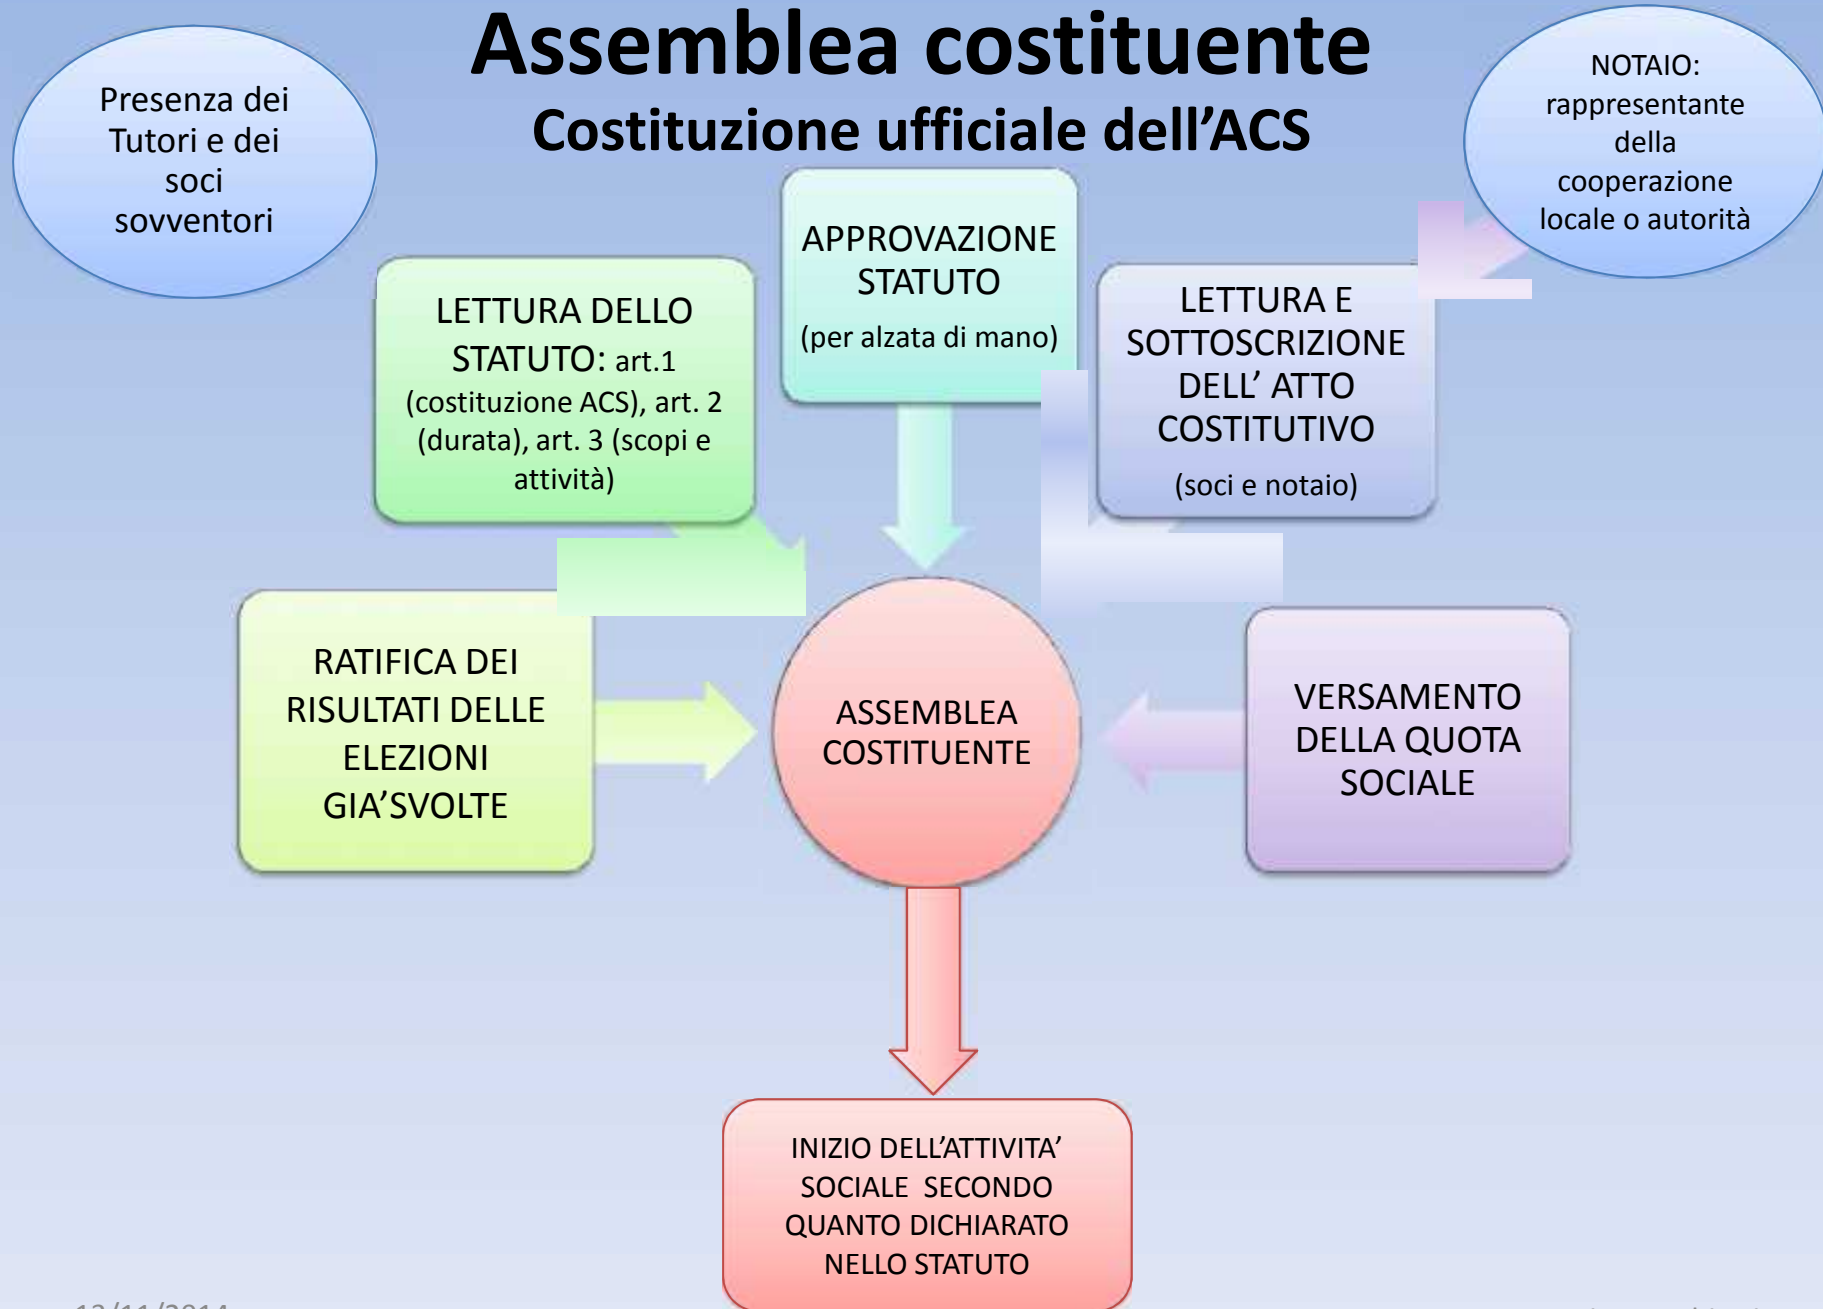 Assemblea costituente
Costituzione ufficiale dell'ACS
Presenza dei
Tutori e dei
soci
sovventori
NOTAIO:
rappresentante
della
cooperazione
locale o autorità
LETTURA DELLO
STATUTO: art.1
(costituzione ACS), art. 2
(durata), art. 3 (scopi e
attività)
APPROVAZIONE
STATUTO
(per alzata di mano)
LETTURA E
SOTTOSCRIZIONE
DELL' ATTO
COSTITUTIVO
(soci e notaio)
RATIFICA DEI
RISULTATI DELLE
ELEZIONI
GIA'SVOLTE
ASSEMBLEA
COSTITUENTE
VERSAMENTO
DELLA QUOTA
SOCIALE
INIZIO DELL'ATTIVITA'
SOCIALE SECONDO
QUANTO DICHIARATO
NELLO STATUTO